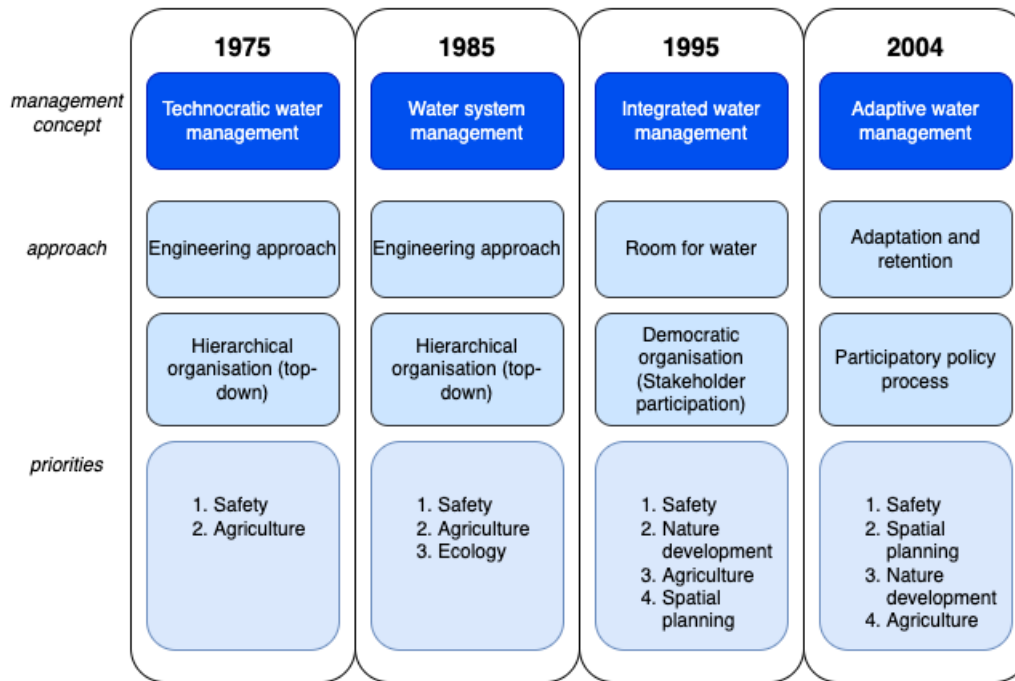 1975
1985
1995
2004
management
concept
Technocratic water
management
Water system
management
Integrated water
management
Adaptive water
management
approach
Engineering approach
Engineering approach
Room for water
Adaptation and
retention
Hierarchical
organisation (top-
down)
Hierarchical
organisation (top-
down)
Democratic
organisation
(Stakeholder
participation)
Participatory policy
process
priorities
1. Safety
2. Agriculture
1. Safety
2. Agriculture
3. Ecology
1. Safety
2. Nature
development
3. Agriculture
4. Spatial
planning
1. Safety
2. Spatial
planning
3. Nature
development
4. Agriculture